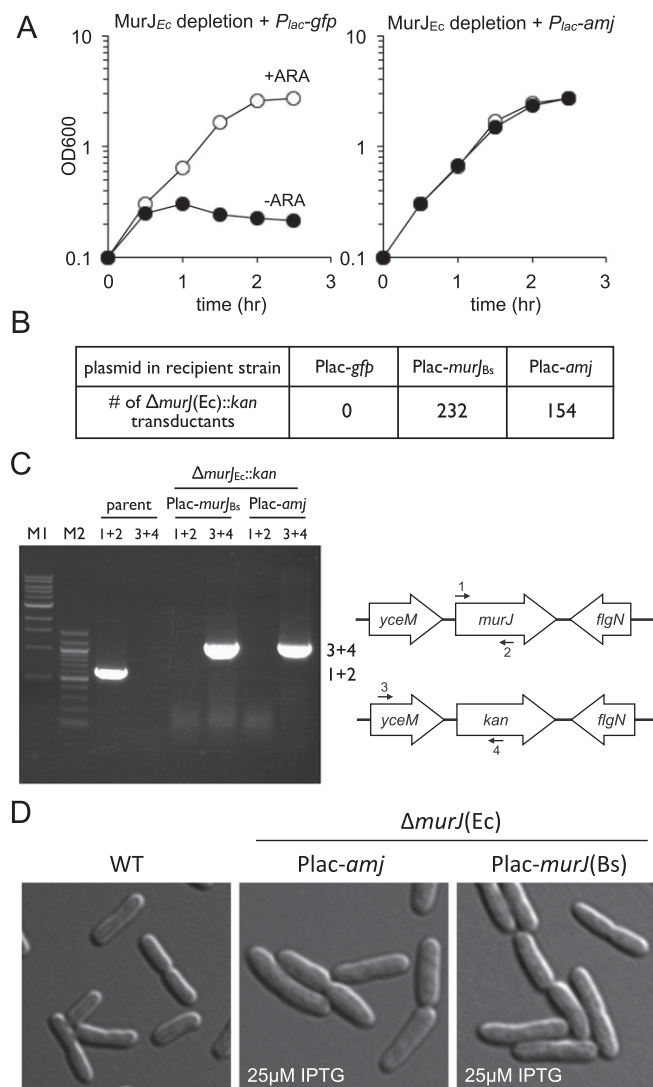 A
MurJEc depletion + Plac-gfp
MurJEc depletion + Plac-amj
10
1
0.1
OD600
+ARA
-ARA
0 1 2 3
time (hr)
10
1
0.1
0 1 2 3
time (hr)
B
plasmid in recipient strain Plac-gfp Plac-murJBs Plac-amj
# of ΔmurJ(Ec)::kan transductants 0 232 154
C
ΔmurJEc::kan
parent Plac-murJBs Plac-amj
M1 M2 1+2 3+4 1+2 3+4 1+2 3+4
3+4
1+2
1
yceM murJ flgN
2
3
yceM kan flgN
4
D
ΔmurJ(Ec)
WT Plac-amj Plac-murJ(Bs)
25µM IPTG 25µM IPTG